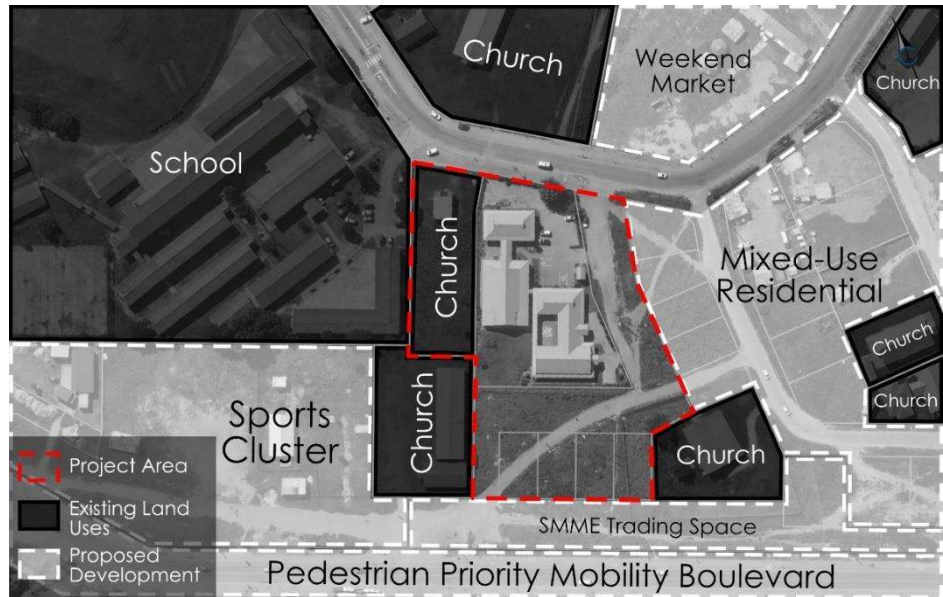 Church
Weekend
Market
Church
School
Church
Mixed-Use
Residential
Church
Church
Church
Church
Sports
Cluster
SMME Trading Space
Pedestrian Priority Mobility Boulevard
Project Area
Existing Land
Uses
Proposed
Development